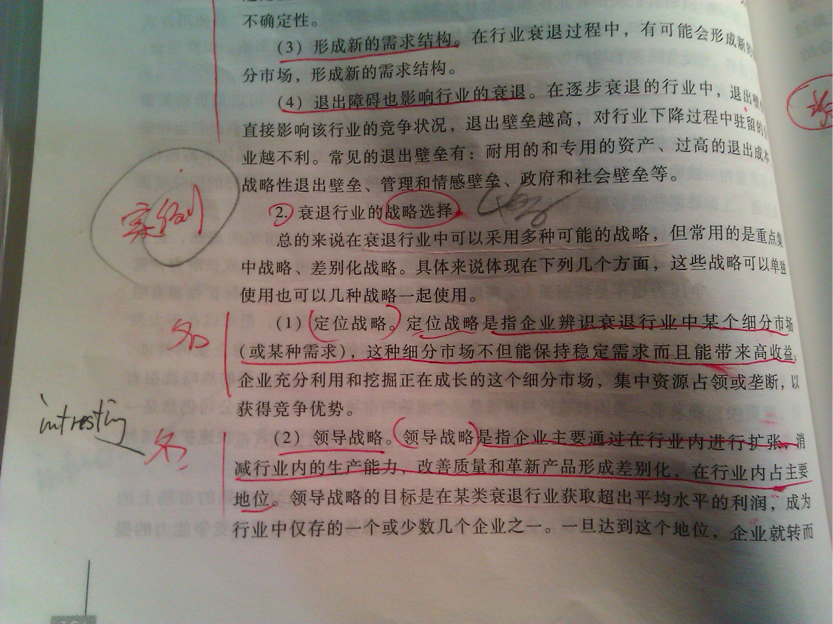 不确定性。
(3) 形成新的需求结构。在行业衰退过程中，有可能会形成新的
分市场，形成新的需求结构。
(4) 退出障碍也影响行业的衰退。在逐步衰退的行业中，退出壁
直接影响该行业的竞争状况，退出壁垒越高，对行业下降过程中驻留的
业越不利。常见的退出壁垒有：耐用的和专用的资产、过高的退出成本
战略性退出壁垒、管理和情感壁垒、政府和社会壁垒等。
案例
2. 衰退行业的战略选择
总的来说在衰退行业中可以采用多种可能的战略，但常用的是重点集
中战略、差别化战略。具体来说体现在下列几个方面，这些战略可以单独
使用也可以几种战略一起使用。
(1) 定位战略。定位战略是指企业辨识衰退行业中某个细分市场
(或某种需求)，这种细分市场不但能保持稳定需求而且能带来高收益。
企业充分利用和挖掘正在成长的这个细分市场，集中资源占领或垄断，以
获得竞争优势。
intresting
(2) 领导战略。领导战略是指企业主要通过在行业内进行扩张、消
减行业内的生产能力，改善质量和革新产品形成差别化，在行业内占主要
地位。领导战略的目标是在某类衰退行业获取超出平均水平的利润，成为
行业中仅存的一个或少数几个企业之一。一旦达到这个地位，企业就转而